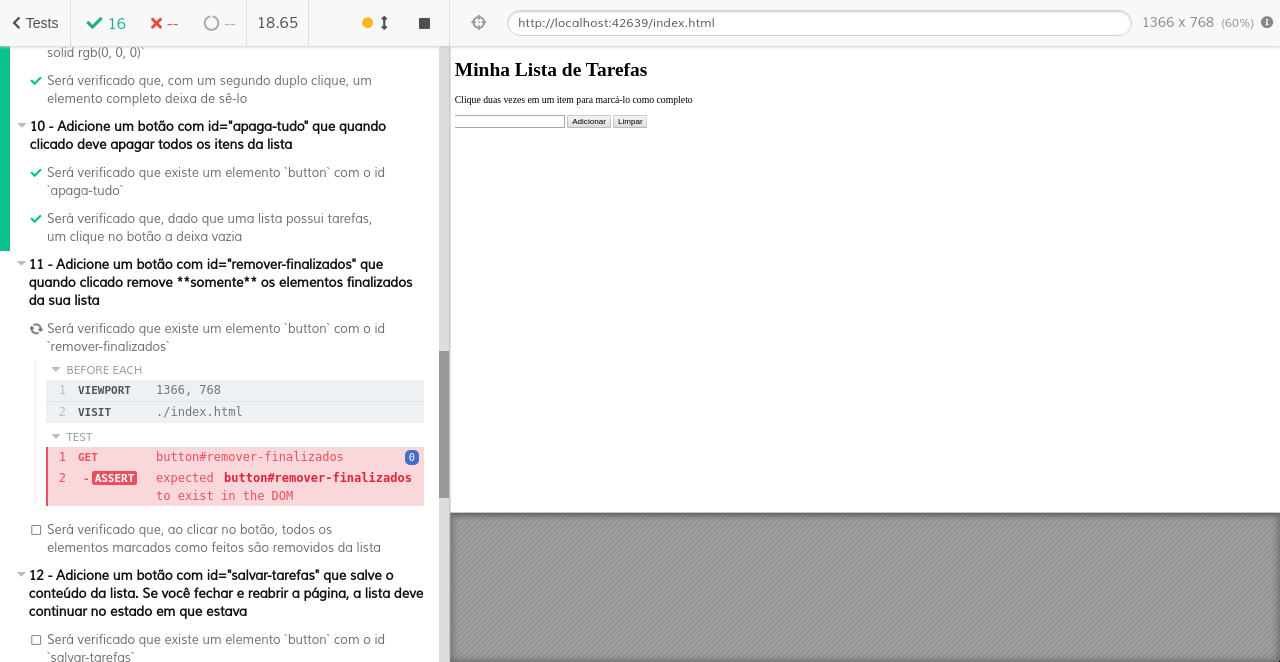 Tests
16
--
--
18.65
http://localhost:42639/index.html
1366 x 768 (60%)
solid rgb(0, 0, 0)`
Será verificado que, com um segundo duplo clique, um
elemento completo deixa de sê-lo
10 - Adicione um botão com id="apaga-tudo" que quando
clicado deve apagar todos os itens da lista
Será verificado que existe um elemento `button` com o id
`apaga-tudo`
Será verificado que, dado que uma lista possui tarefas,
um clique no botão a deixa vazia
11 - Adicione um botão com id="remover-finalizados" que
quando clicado remove **somente** os elementos finalizados
da sua lista
Será verificado que existe um elemento `button` com o id
`remover-finalizados`
BEFORE EACH
1 VIEWPORT 1366, 768
2 VISIT ./index.html
TEST
1 GET button#remover-finalizados 0
2 - ASSERT expected button#remover-finalizados
to exist in the DOM
Será verificado que, ao clicar no botão, todos os
elementos marcados como feitos são removidos da lista
12 - Adicione um botão com id="salvar-tarefas" que salve o
conteúdo da lista. Se você fechar e reabrir a página, a lista deve
continuar no estado em que estava
Será verificado que existe um elemento `button` com o id
`salvar-tarefas`
Minha Lista de Tarefas
Clique duas vezes em um item para marcá-lo como completo
Adicionar Limpar